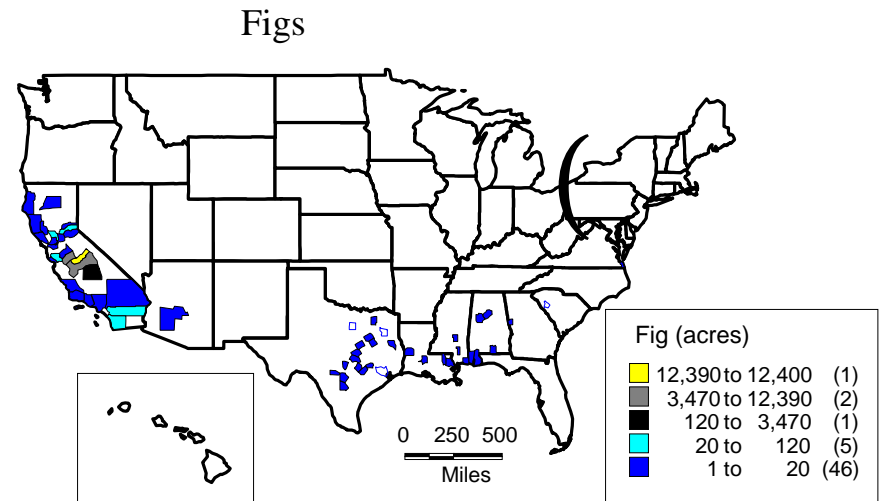 Figs
Fig (acres)
12,390 to 12,400 (1)
3,470 to 12,390 (2)
120 to 3,470 (1)
20 to 120 (5)
1 to 20 (46)
0 250 500
Miles